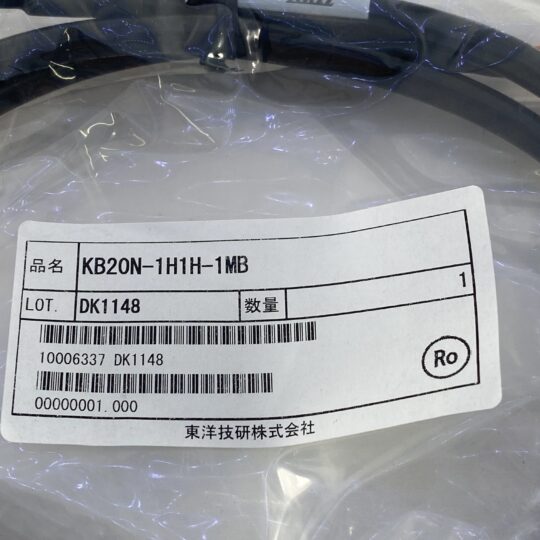 品名 KB20N-1H1H-1MB
1
LOT. DK1148 数量
10006337 DK1148
Ro
00000001.000
東洋技研株式会社